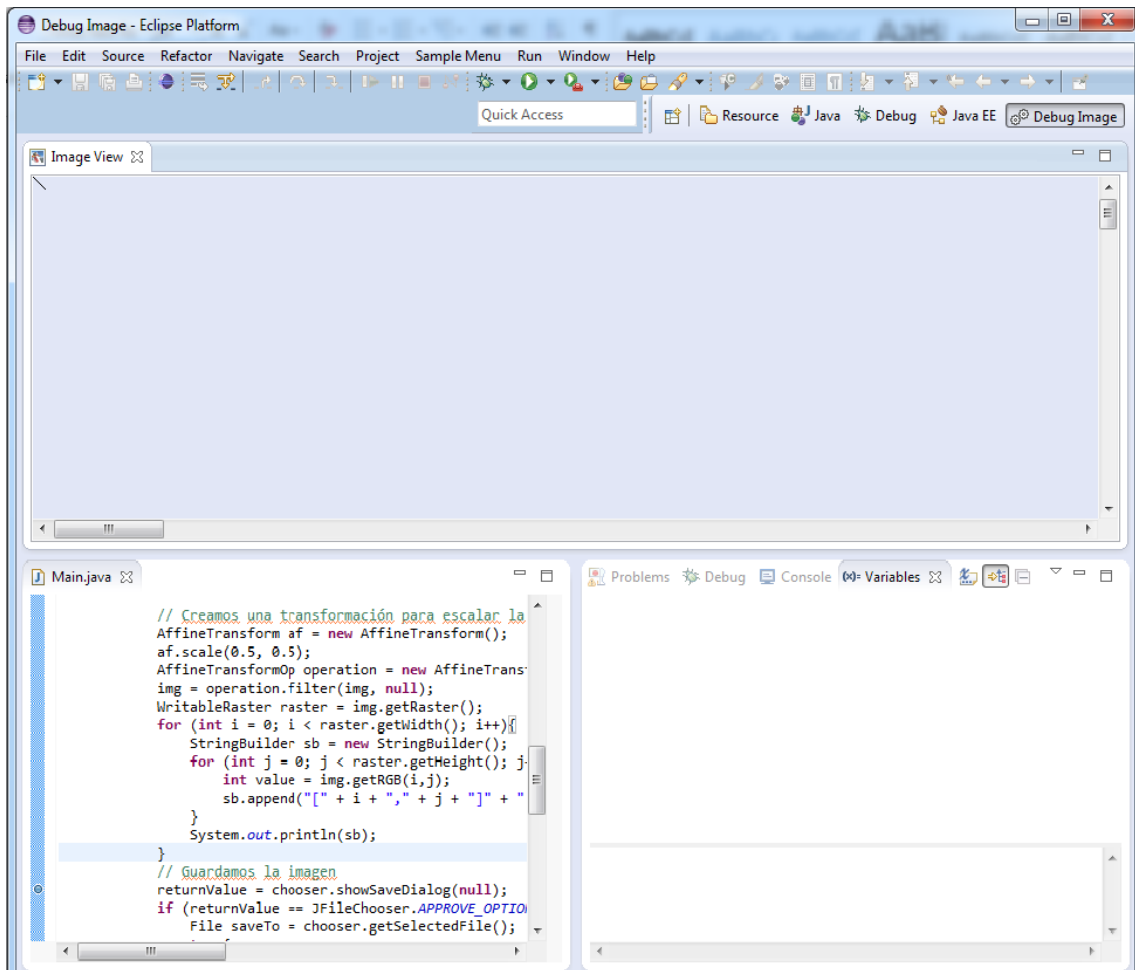 Debug Image - Eclipse Platform
File Edit Source Refactor Navigate Search Project Sample Menu Run Window Help
Quick Access Resource Java Debug Java EE Debug Image
Image View
Main.java
// Creamos una transformación para escalar la
AffineTransform af = new AffineTransform();
af.scale(0.5, 0.5);
AffineTransformOp operation = new AffineTrans
img = operation.filter(img, null);
WritableRaster raster = img.getRaster();
for (int i = 0; i < raster.getWidth(); i++){
StringBuilder sb = new StringBuilder();
for (int j = 0; j < raster.getHeight(); j
int value = img.getRGB(i,j);
sb.append("[" + i + "," + j + "]" + "
}
System.out.println(sb);
}
// Guardamos la imagen
returnValue = chooser.showSaveDialog(null);
if (returnValue == JFileChooser.APPROVE_OPTIO
File saveTo = chooser.getSelectedFile();
Problems Debug Console (x)= Variables